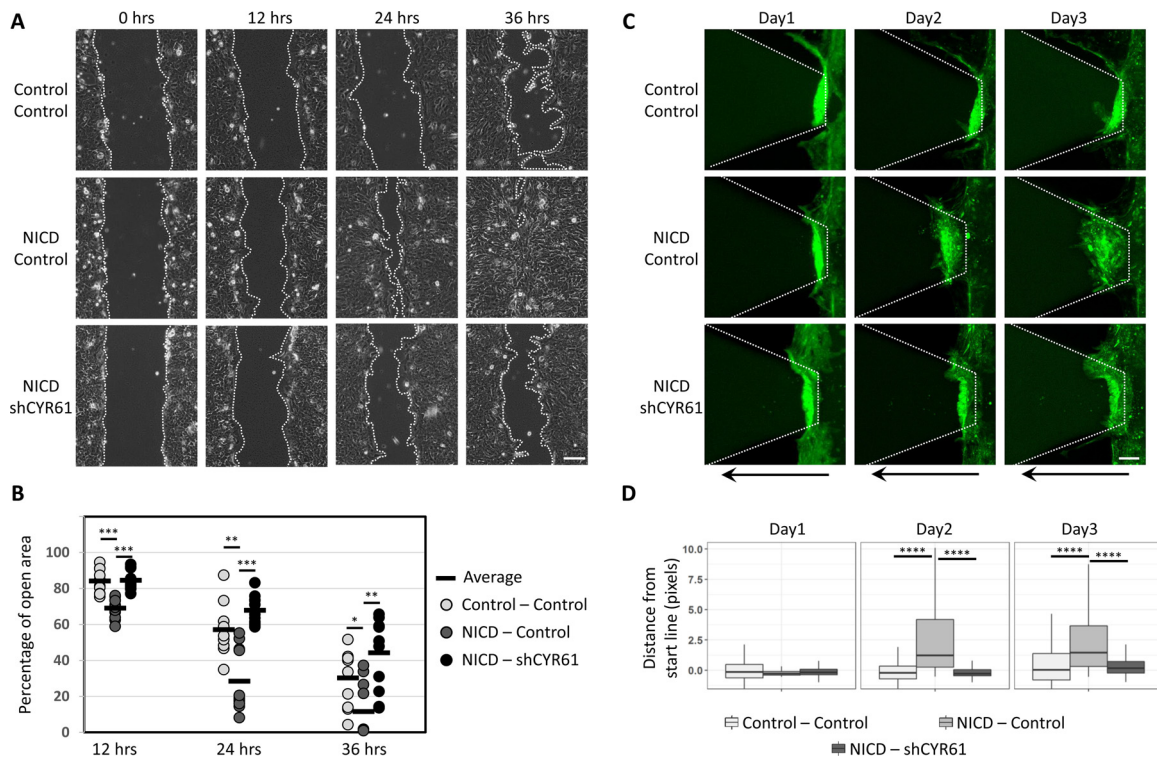 A
0 hrs
12 hrs
24 hrs
36 hrs
Control
Control
NICD
Control
NICD
shCYR61
B
Percentage of open area
100
80
60
40
20
0
***
***
**
***
*
**
12 hrs
24 hrs
36 hrs
Average
Control – Control
NICD – Control
NICD – shCYR61
C
Day1
Day2
Day3
Control
Control
NICD
Control
NICD
shCYR61
D
Day1
Day2
Day3
Distance from
start line (pixels)
10.0
7.5
5.0
2.5
0.0
****
****
****
****
Control – Control
NICD – Control
NICD – shCYR61